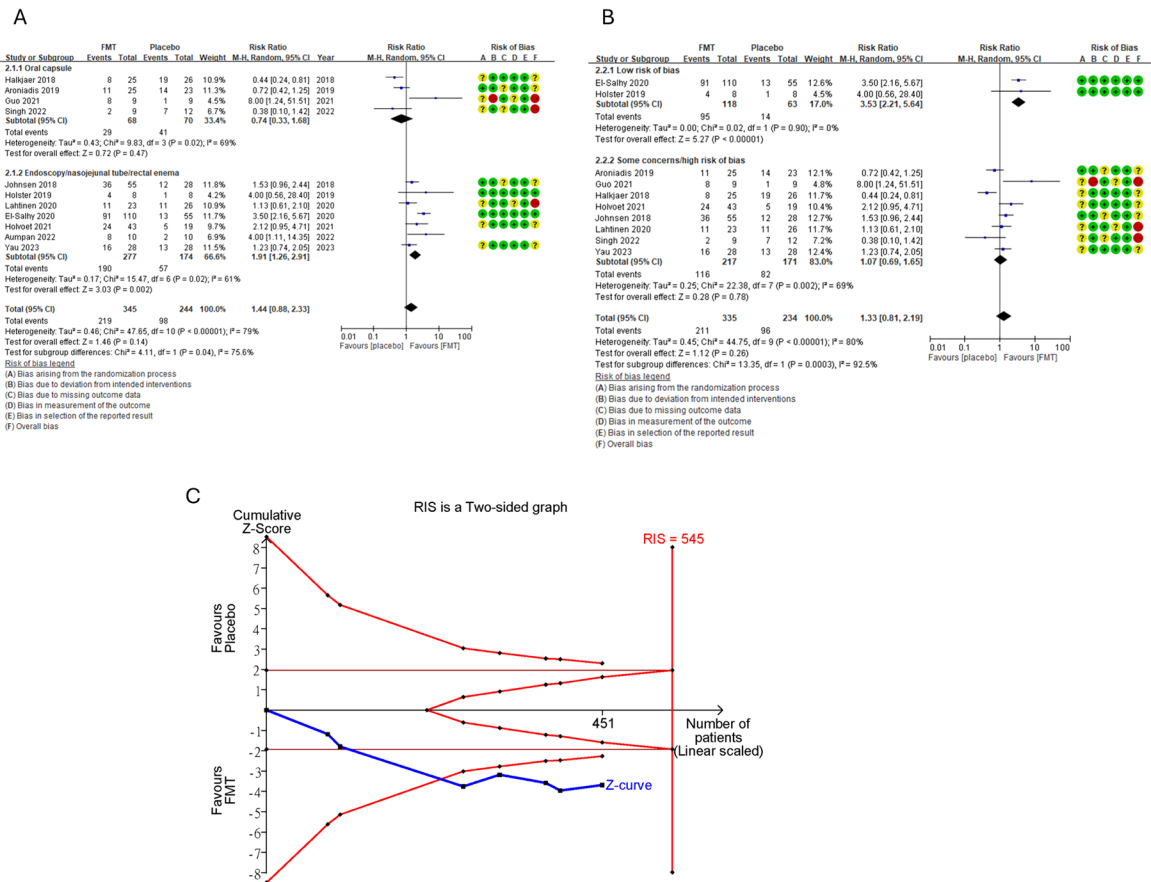 A
FMT Placebo Risk Ratio Risk Ratio Risk of Bias
Study or Subgroup Events Total Events Total Weight M-H, Random, 95% CI Year M-H, Random, 95% CI A B C D E F
2.1.1 Oral capsule
Halkjaer 2018 8 25 19 26 10.9% 0.44 [0.24, 0.81] 2018
Aroniadis 2019 11 25 14 23 11.3% 0.72 [0.42, 1.25] 2019
Guo 2021 8 9 1 9 4.5% 8.00 [1.24, 51.51] 2021
Singh 2022 2 9 7 12 6.7% 0.38 [0.10, 1.42] 2022
Subtotal (95% CI) 68 70 33.4% 0.74 [0.33, 1.68]
Total events 29 41
Heterogeneity: Tau² = 0.43; Chi² = 9.83, df = 3 (P = 0.02); I² = 69%
Test for overall effect: Z = 0.72 (P = 0.47)
2.1.2 Endoscopy/nasojejunal tube/rectal enema
Johnsen 2018 36 55 12 28 11.8% 1.53 [0.96, 2.44] 2018
Holster 2019 4 8 1 8 4.0% 4.00 [0.56, 28.40] 2019
Lahtinen 2020 11 23 11 26 10.9% 1.13 [0.61, 2.10] 2020
El-Salhy 2020 91 110 13 55 11.8% 3.50 [2.16, 5.67] 2020
Holvoet 2021 24 43 5 19 9.7% 2.12 [0.95, 4.71] 2021
Aumpan 2022 8 10 2 10 7.0% 4.00 [1.11, 14.35] 2022
Yau 2023 16 28 13 28 11.5% 1.23 [0.74, 2.05] 2023
Subtotal (95% CI) 277 174 66.6% 1.91 [1.26, 2.91]
Total events 190 57
Heterogeneity: Tau² = 0.17; Chi² = 15.47, df = 6 (P = 0.02); I² = 61%
Test for overall effect: Z = 3.03 (P = 0.002)
Total (95% CI) 345 244 100.0% 1.44 [0.88, 2.33]
Total events 219 98
Heterogeneity: Tau² = 0.46; Chi² = 47.65, df = 10 (P < 0.00001); I² = 79%
Test for overall effect: Z = 1.46 (P = 0.14)
Test for subgroup differences: Chi² = 4.11, df = 1 (P = 0.04), I² = 75.6%
0.01 0.1 1 10 100
Favours [placebo] Favours [FMT]
Risk of bias legend
(A) Bias arising from the randomization process
(B) Bias due to deviation from intended interventions
(C) Bias due to missing outcome data
(D) Bias in measurement of the outcome
(E) Bias in selection of the reported result
(F) Overall bias
B
FMT Placebo Risk Ratio Risk Ratio Risk of Bias
Study or Subgroup Events Total Events Total Weight M-H, Random, 95% CI M-H, Random, 95% CI A B C D E F
2.2.1 Low risk of bias
El-Salhy 2020 91 110 13 55 12.6% 3.50 [2.16, 5.67]
Holster 2019 4 8 1 8 4.4% 4.00 [0.56, 28.40]
Subtotal (95% CI) 118 63 17.0% 3.53 [2.21, 5.64]
Total events 95 14
Heterogeneity: Tau² = 0.00; Chi² = 0.02, df = 1 (P = 0.90); I² = 0%
Test for overall effect: Z = 5.27 (P < 0.00001)
2.2.2 Some concerns/high risk of bias
Aroniadis 2019 11 25 14 23 12.2% 0.72 [0.42, 1.25]
Guo 2021 8 9 1 9 4.7% 8.00 [1.24, 51.51]
Halkjaer 2018 8 25 19 26 11.8% 0.44 [0.24, 0.81]
Holvoet 2021 24 43 5 19 10.4% 2.12 [0.95, 4.71]
Johnsen 2018 36 55 12 28 12.7% 1.53 [0.96, 2.44]
Lahtinen 2020 11 23 11 26 11.7% 1.13 [0.61, 2.10]
Singh 2022 2 9 7 12 7.2% 0.38 [0.10, 1.42]
Yau 2023 16 28 13 28 12.4% 1.23 [0.74, 2.05]
Subtotal (95% CI) 217 171 83.0% 1.07 [0.69, 1.65]
Total events 116 82
Heterogeneity: Tau² = 0.25; Chi² = 22.38, df = 7 (P = 0.002); I² = 69%
Test for overall effect: Z = 0.28 (P = 0.78)
Total (95% CI) 335 234 100.0% 1.33 [0.81, 2.19]
Total events 211 96
Heterogeneity: Tau² = 0.45; Chi² = 44.75, df = 9 (P < 0.00001); I² = 80%
Test for overall effect: Z = 1.12 (P = 0.26)
Test for subgroup differences: Chi² = 13.35, df = 1 (P = 0.0003), I² = 92.5%
0.01 0.1 1 10 100
Favours [placebo] Favours [FMT]
Risk of bias legend
(A) Bias arising from the randomization process
(B) Bias due to deviation from intended interventions
(C) Bias due to missing outcome data
(D) Bias in measurement of the outcome
(E) Bias in selection of the reported result
(F) Overall bias
C
RIS is a Two-sided graph
Cumulative
Z-Score
RIS = 545
8
7
6
5
4
3
2
1
-1
-2
-3
-4
-5
-6
-7
-8
Favours
Placebo
Favours
FMT
451
Number of
patients
(Linear scaled)
Z-curve